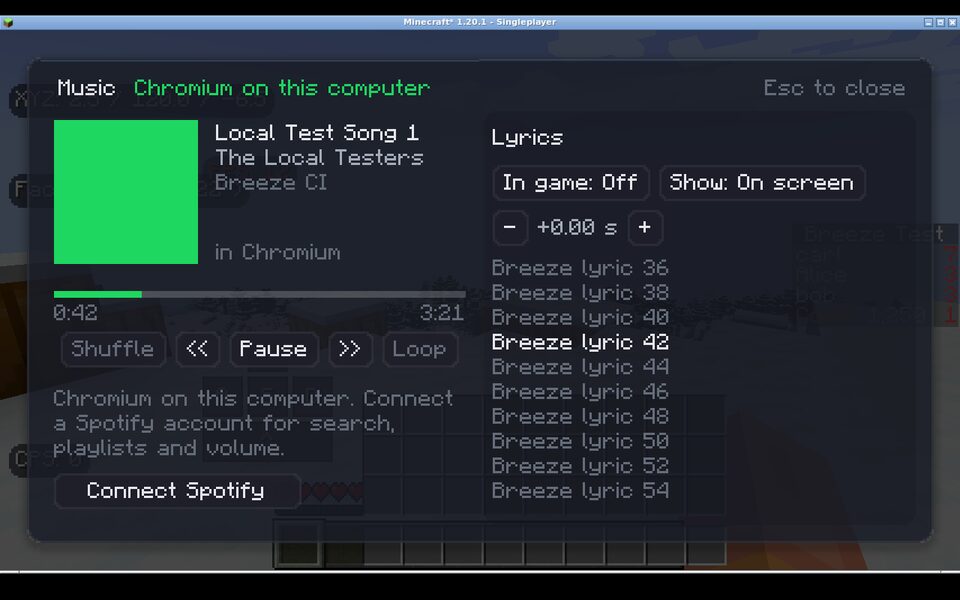 Minecraft* 1.20.1 - Singleplayer
Music Chromium on this computer
Esc to close
Local Test Song 1
The Local Testers
Breeze CI
in Chromium
0:42
3:21
Shuffle
<<
Pause
>>
Loop
Chromium on this computer. Connect
a Spotify account for search,
playlists and volume.
Connect Spotify
Lyrics
In game: Off
Show: On screen
- +0.00 s +
Breeze lyric 36
Breeze lyric 38
Breeze lyric 40
Breeze lyric 42
Breeze lyric 44
Breeze lyric 46
Breeze lyric 48
Breeze lyric 50
Breeze lyric 52
Breeze lyric 54
Breeze Test
Alice